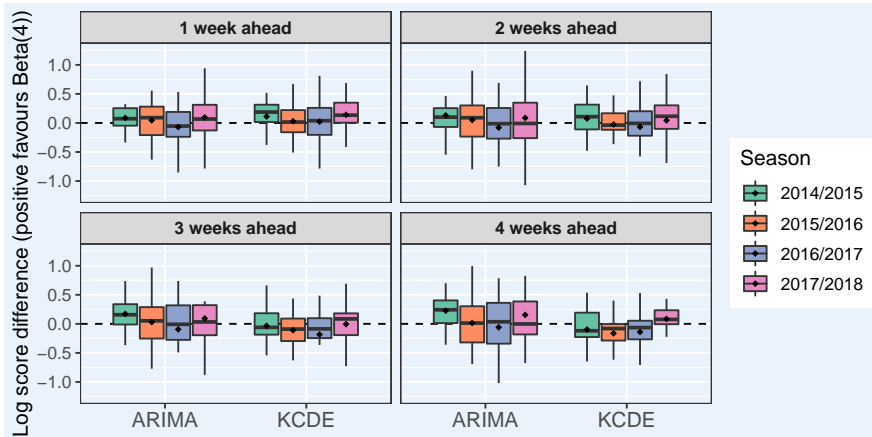 Log score difference (positive favours Beta(4))
1 week ahead
2 weeks ahead
1.0
0.5
0.0
−0.5
−1.0
3 weeks ahead
4 weeks ahead
1.0
0.5
0.0
−0.5
−1.0
ARIMA
KCDE
ARIMA
KCDE
Season
2014/2015
2015/2016
2016/2017
2017/2018